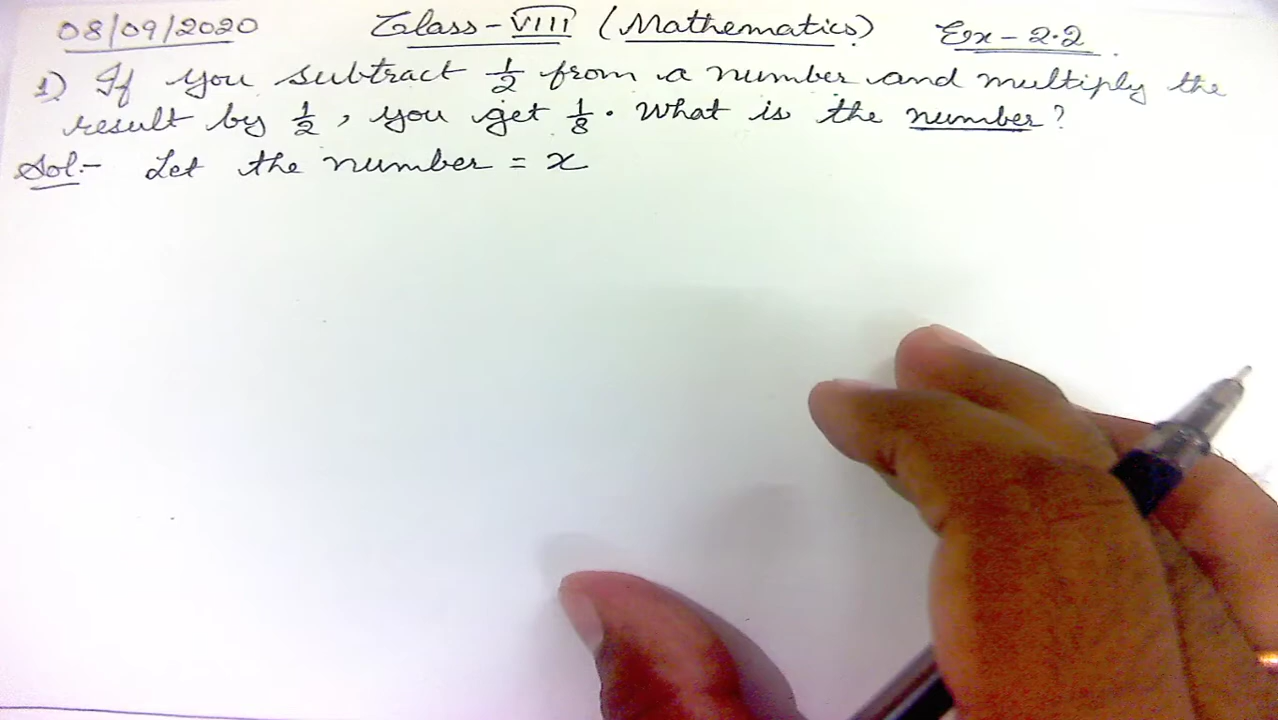 08/09/2020 Class-VIII (Mathematics) Ex-2.2
1) If you subtract 1/2 from a number and multiply the
result by 1/2, you get 1/8. What is the number?
Sol:- Let the number = x